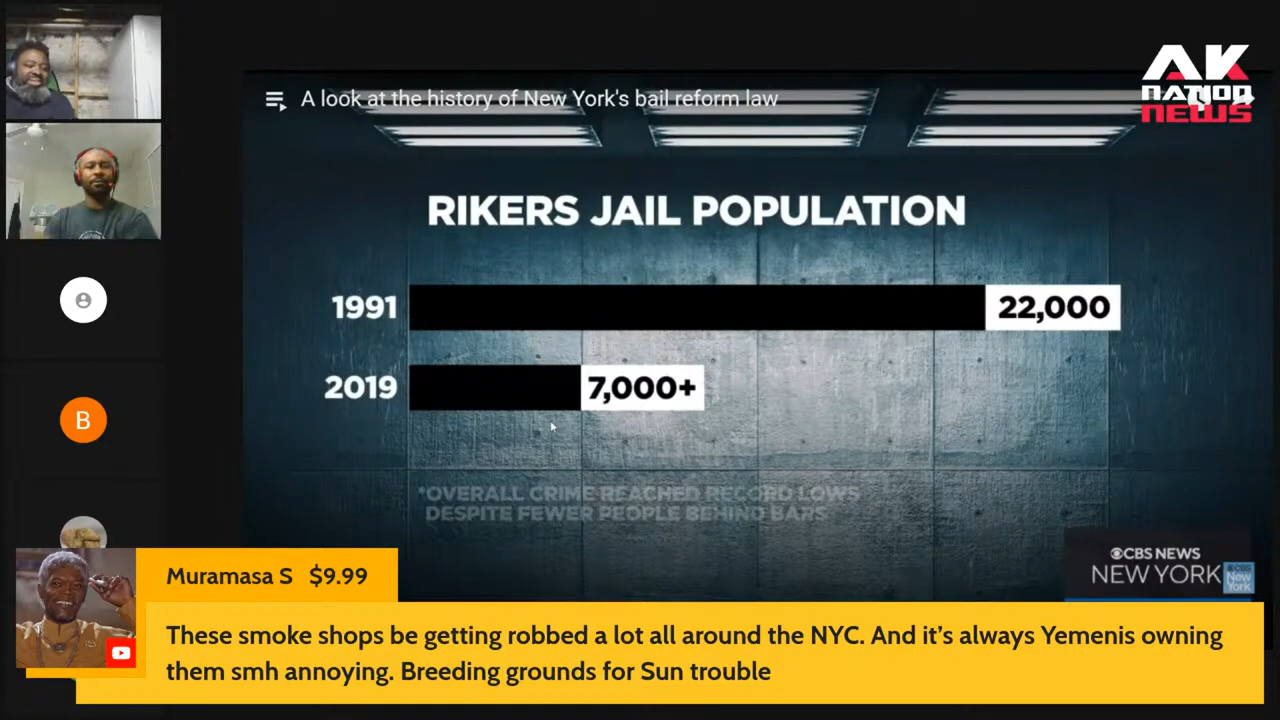 A look at the history of New York's bail reform law
AK
NATION
NEWS
RIKERS JAIL POPULATION
1991
22,000
2019
7,000+
*OVERALL CRIME REACHED RECORD LOWS
DESPITE FEWER PEOPLE BEHIND BARS
CBS NEWS
NEW YORK
CBS
New
York
B
Muramasa S $9.99
These smoke shops be getting robbed a lot all around the NYC. And it's always Yemenis owning
them smh annoying. Breeding grounds for Sun trouble